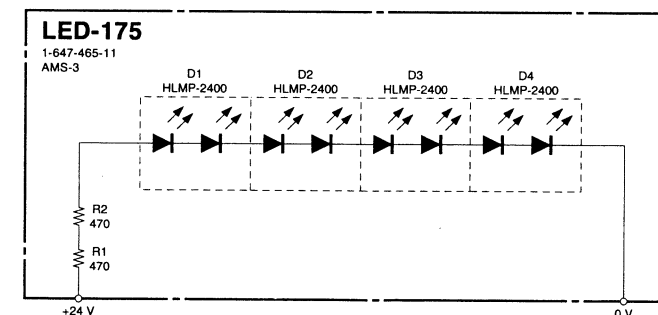 LED-175
1-647-465-11
AMS-3
D1
HLMP-2400
D2
HLMP-2400
D3
HLMP-2400
D4
HLMP-2400
R2
470
R1
470
+24 V
0 V